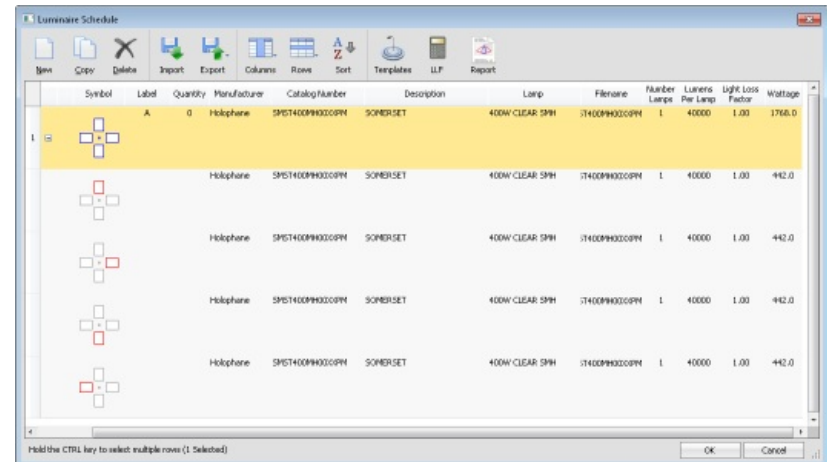 Luminaire Schedule
New Copy Delete Import Export Columns Rows Sort Templates LLF Report
Symbol Label Quantity Manufacturer Catalog Number Description Lamp Filename Number Lamps Lumens Per Lamp Light Loss Factor Wattage
1 A 0 Holophane SOMERSET 400W CLEAR SMH 1 40000 1.00 1768.0
Holophane SOMERSET 400W CLEAR SMH 1 40000 1.00 442.0
Holophane SOMERSET 400W CLEAR SMH 1 40000 1.00 442.0
Holophane SOMERSET 400W CLEAR SMH 1 40000 1.00 442.0
Holophane SOMERSET 400W CLEAR SMH 1 40000 1.00 442.0
Hold the CTRL key to select multiple rows (1 Selected)
OK Cancel